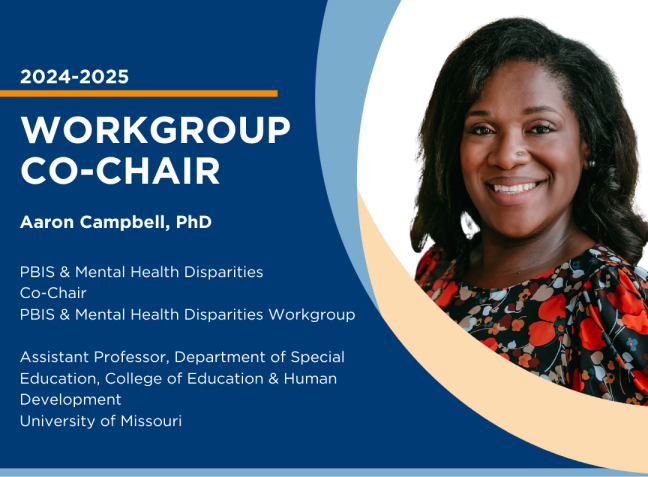 2024-2025
WORKGROUP
CO-CHAIR
Aaron Campbell, PhD
PBIS & Mental Health Disparities
Co-Chair
PBIS & Mental Health Disparities Workgroup
Assistant Professor, Department of Special
Education, College of Education & Human
Development
University of Missouri